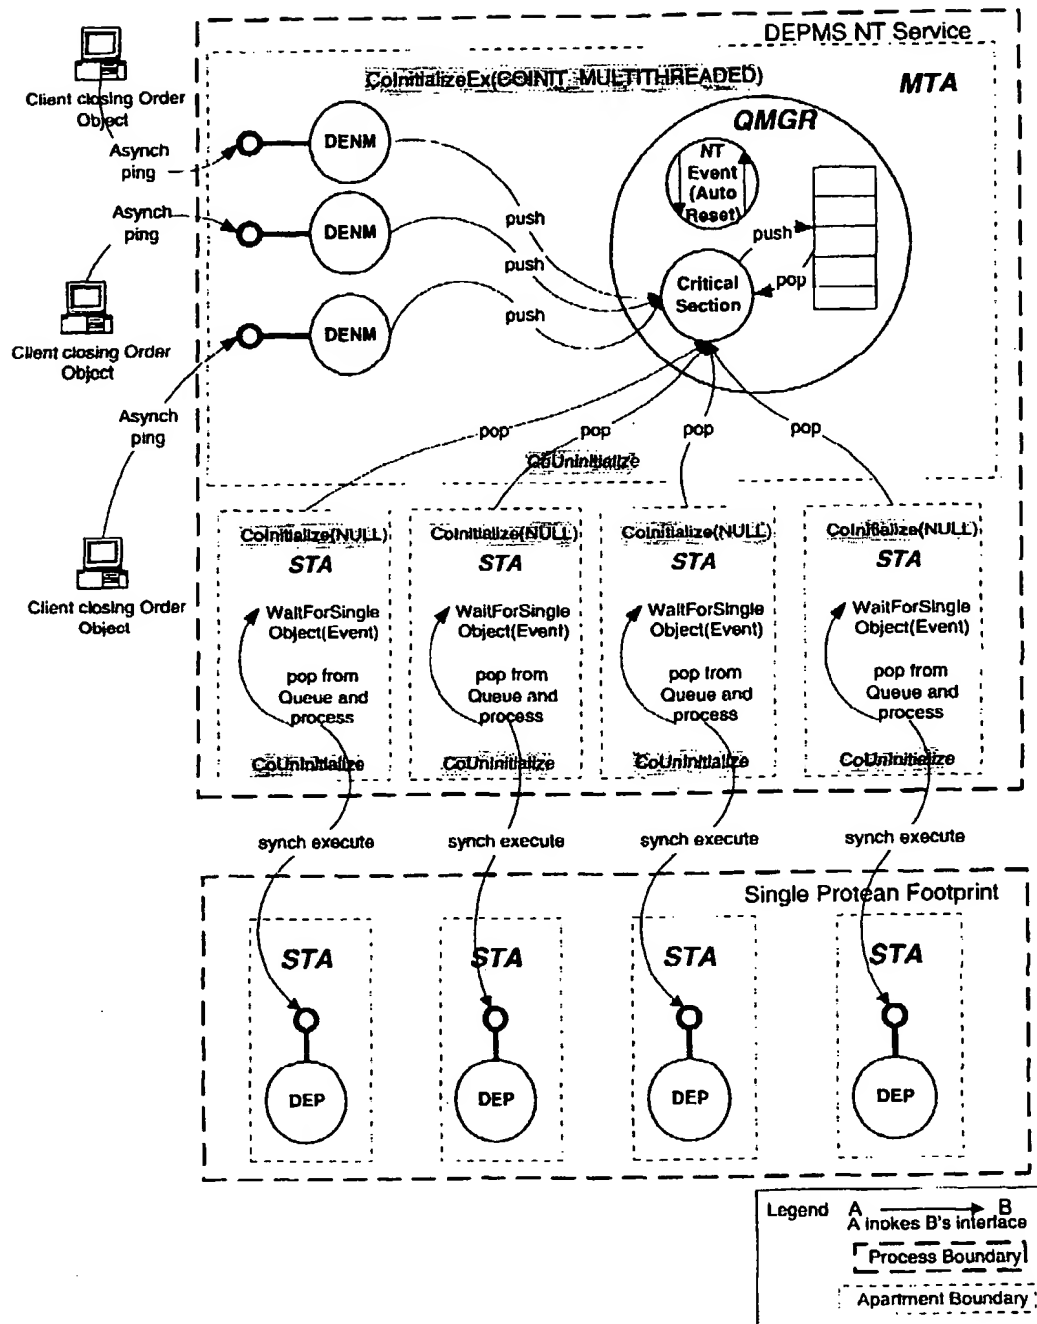 DEPMS NT Service
CoInitializeEx(COINIT_MULTITHREADED)
MTA
Client closing Order
Object
Asynch
ping
DENM
QMGR
NT
Event
(Auto
Reset)
Asynch
ping
DENM
push
push
push
pop
Critical
Section
push
DENM
Client closing Order
Object
Asynch
ping
pop
pop
pop
pop
CoUninitialize
Client closing Order
Object
CoInitialize(NULL)
STA
WaitForSingle
Object(Event)
pop from
Queue and
process
CoUninitialize
CoInitialize(NULL)
STA
WaitForSingle
Object(Event)
pop from
Queue and
process
CoUninitialize
CoInitialize(NULL)
STA
WaitForSingle
Object(Event)
pop from
Queue and
process
CoUninitialize
CoInitialize(NULL)
STA
WaitForSingle
Object(Event)
pop from
Queue and
process
CoUninitialize
synch execute
synch execute
synch execute
synch execute
Single Protean Footprint
STA
STA
STA
STA
DEP
DEP
DEP
DEP
Legend A B
A inokes B's interface
Process Boundary
Apartment Boundary